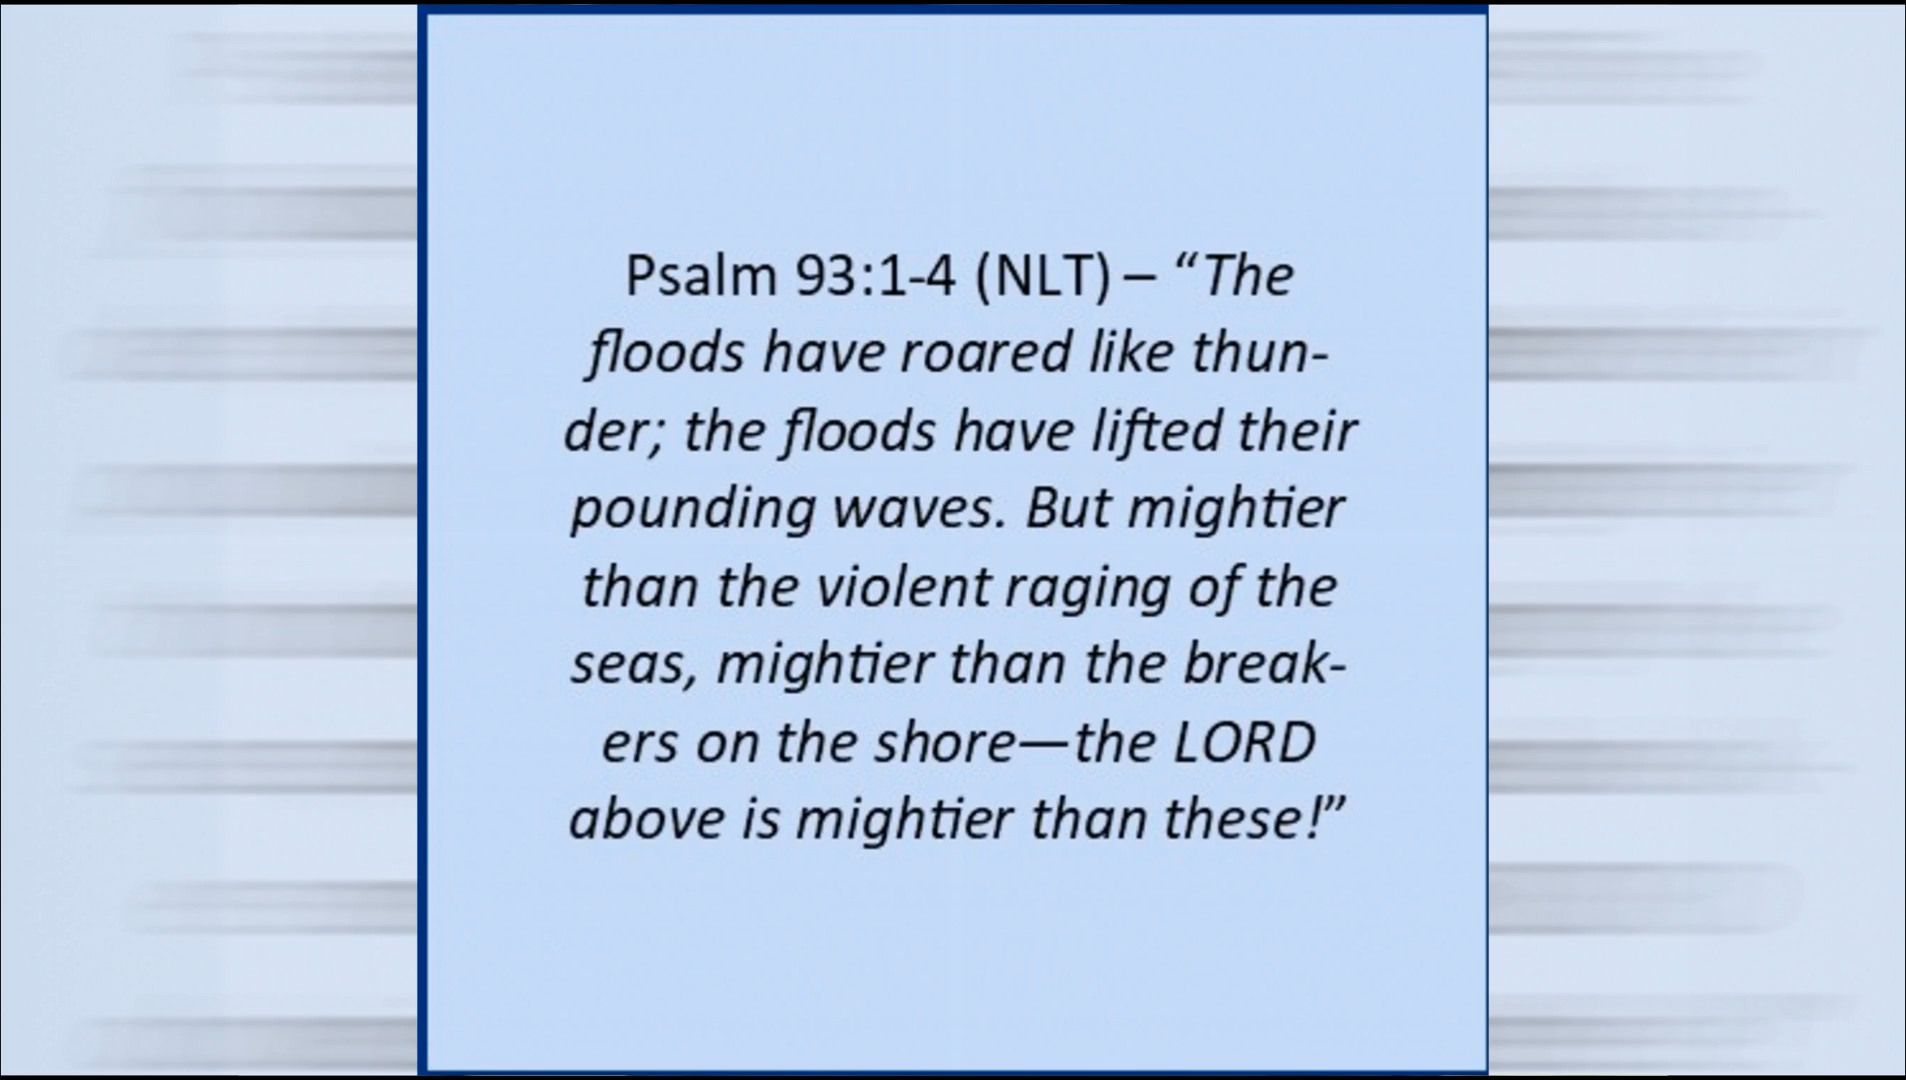 Psalm 93:1-4 (NLT) – “The
floods have roared like thun-
der; the floods have lifted their
pounding waves. But mightier
than the violent raging of the
seas, mightier than the break-
ers on the shore—the LORD
above is mightier than these!”